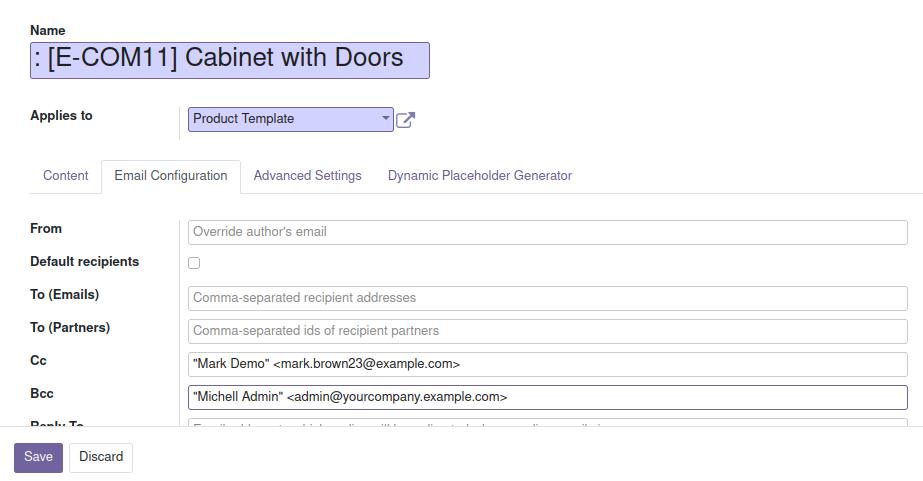 Name
: [E-COM11] Cabinet with Doors
Applies to
Product Template
Content Email Configuration Advanced Settings Dynamic Placeholder Generator
From Override author's email
Default recipients
To (Emails) Comma-separated recipient addresses
To (Partners) Comma-separated ids of recipient partners
Cc "Mark Demo" <mark.brown23@example.com>
Bcc "Michell Admin" <admin@yourcompany.example.com>
Reply To
Save Discard